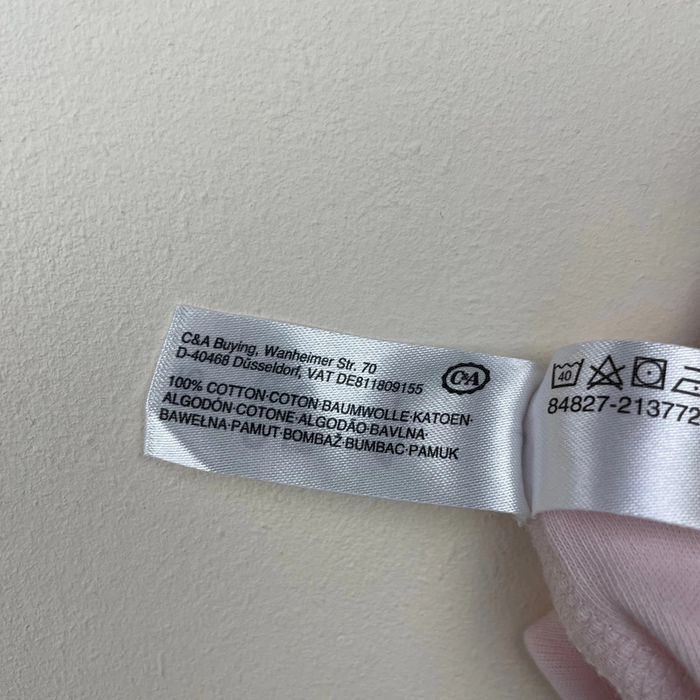 C&A Buying, Wanheimer Str. 70
D-40468 Düsseldorf, VAT DE811809155
C&A
100% COTTON·COTON·BAUMWOLLE·KATOEN·
ALGODÓN·COTONE·ALGODÃO·BAVLNA·
BAWEŁNA·PAMUT·BOMBAŽ·BUMBAC·PAMUK
40
84827-213772